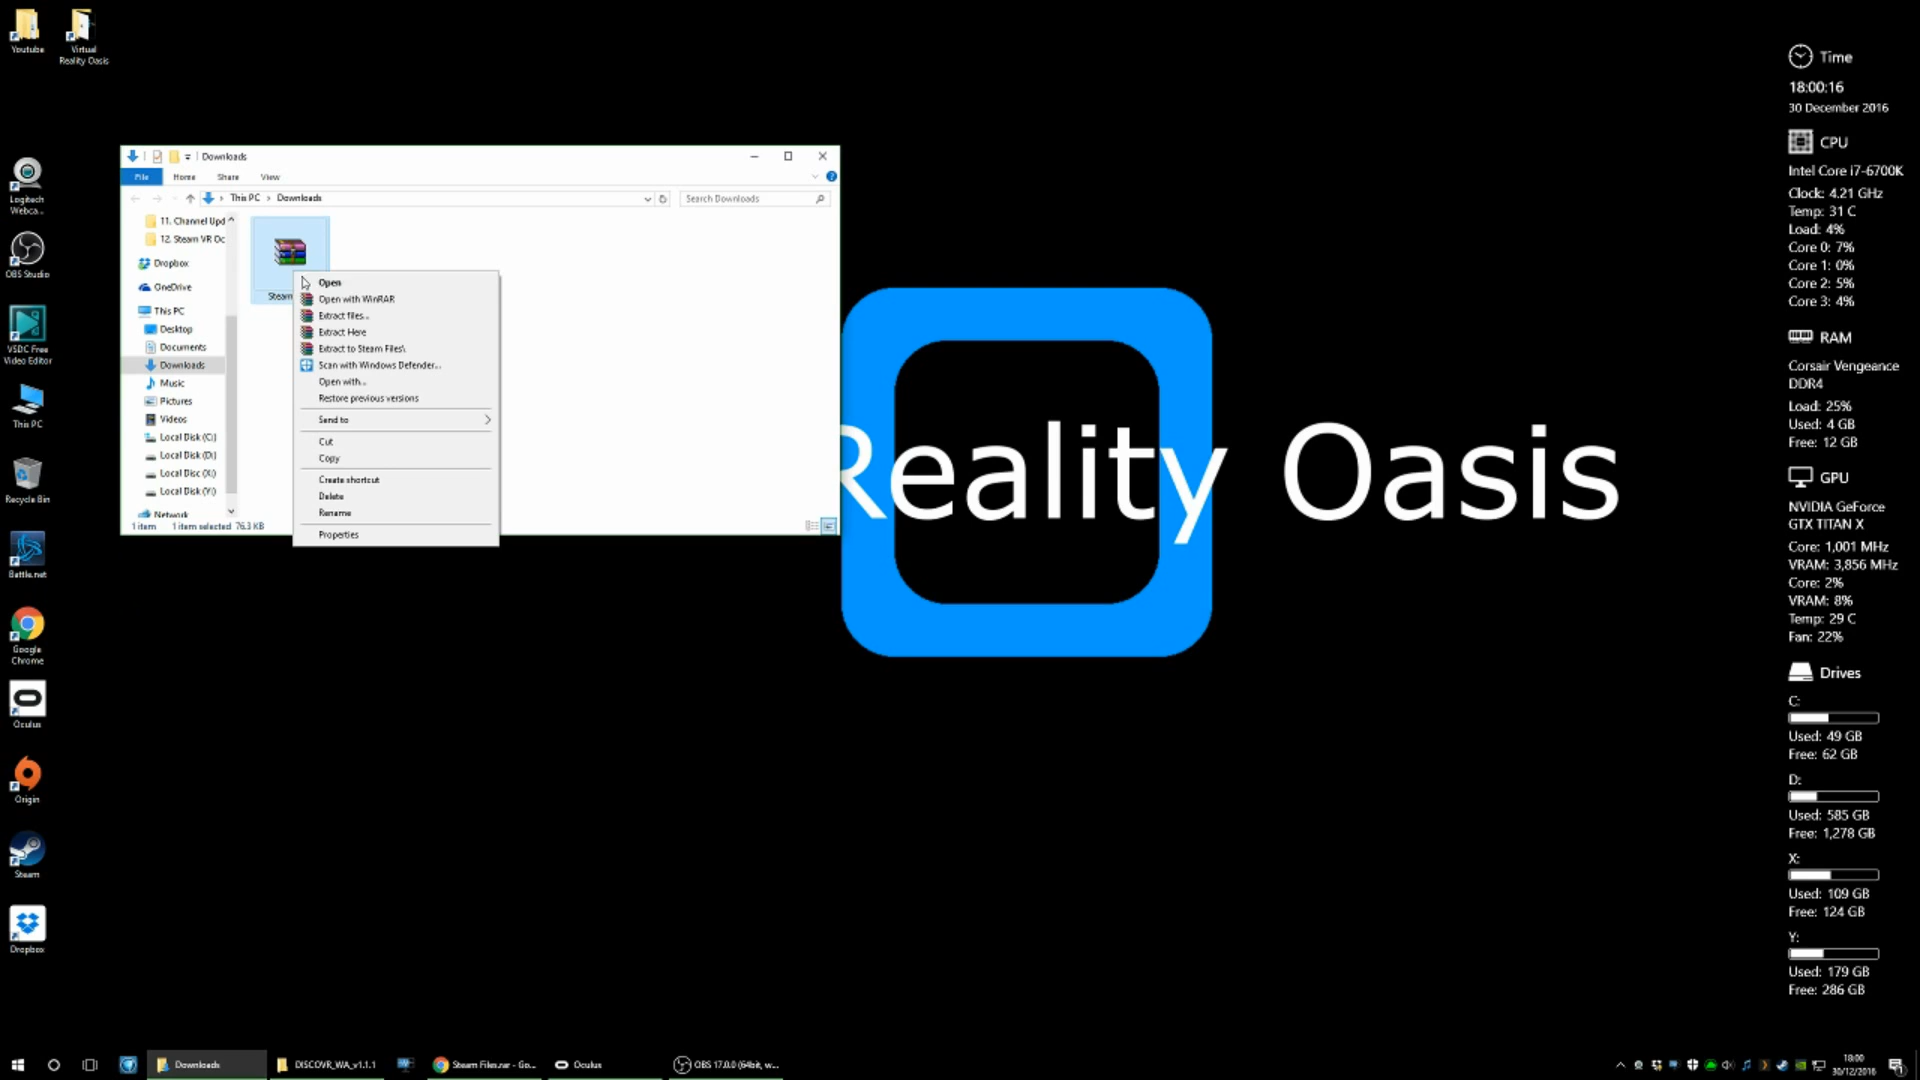 Youtube
Virtual
Reality Oasis
Logitech
Webca...
OBS Studio
VSDC Free
Video Editor
This PC
Recycle Bin
Battle.net
Google
Chrome
Oculus
Origin
Steam
Dropbox
Downloads
File
Home
Share
View
This PC
Downloads
Search Downloads
11. Channel Upd
12. Steam VR Oc
Dropbox
OneDrive
This PC
Desktop
Documents
Downloads
Music
Pictures
Videos
Local Disk (C:)
Local Disk (D:)
Local Disc (X:)
Local Disk (Y:)
Network
1 item
1 item selected 76.3 KB
Steam
Open
Open with WinRAR
Extract files...
Extract Here
Extract to Steam Files\
Scan with Windows Defender...
Open with...
Restore previous versions
Send to
Cut
Copy
Create shortcut
Delete
Rename
Properties
Reality Oasis
Time
18:00:16
30 December 2016
CPU
Intel Core i7-6700K
Clock: 4.21 GHz
Temp: 31 C
Load: 4%
Core 0: 7%
Core 1: 0%
Core 2: 5%
Core 3: 4%
RAM
Corsair Vengeance
DDR4
Load: 25%
Used: 4 GB
Free: 12 GB
GPU
NVIDIA GeForce
GTX TITAN X
Core: 1,001 MHz
VRAM: 3,856 MHz
Core: 2%
VRAM: 8%
Temp: 29 C
Fan: 22%
Drives
C:
Used: 49 GB
Free: 62 GB
D:
Used: 585 GB
Free: 1,278 GB
X:
Used: 109 GB
Free: 124 GB
Y:
Used: 179 GB
Free: 286 GB
Downloads
DISCOVR_WA_v1.1.1
Steam Files.rar - Go...
Oculus
OBS 17.0.0 (64bit, w...
18:00
30/12/2016